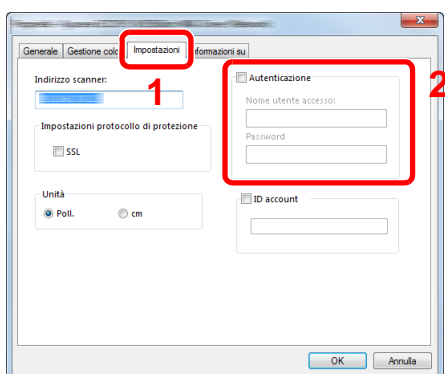 Generale Gestione colo Impostazioni nformazioni su
1
2
Indirizzo scanner:
Autenticazione
Nome utente accesso:
Password
Impostazioni protocollo di protezione
SSL
Unità
Poll. cm
ID account
OK Annulla